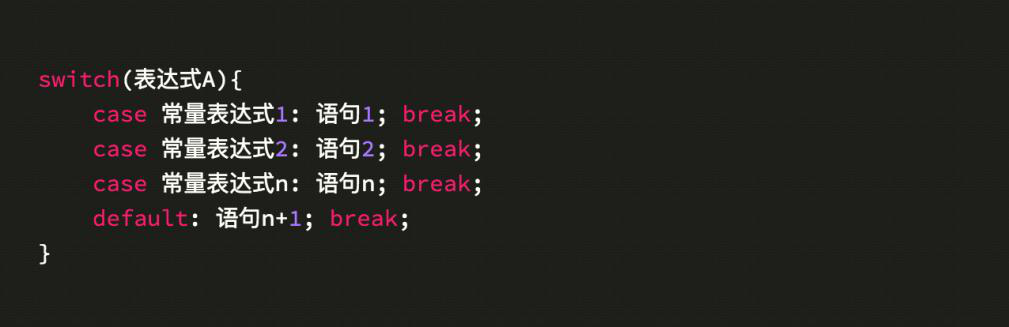 switch(表达式A){
case 常量表达式1: 语句1; break;
case 常量表达式2: 语句2; break;
case 常量表达式n: 语句n; break;
default: 语句n+1; break;
}